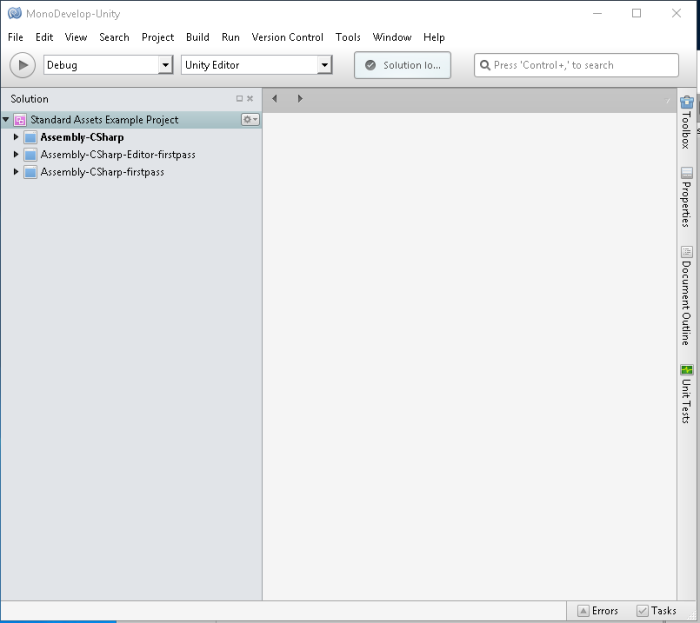 MonoDevelop-Unity
File Edit View Search Project Build Run Version Control Tools Window Help
Debug Unity Editor Solution lo... Press 'Control+,' to search
Solution
Standard Assets Example Project
Assembly-CSharp
Assembly-CSharp-Editor-firstpass
Assembly-CSharp-firstpass
Toolbox
Properties
Document Outline
Unit Tests
Errors Tasks